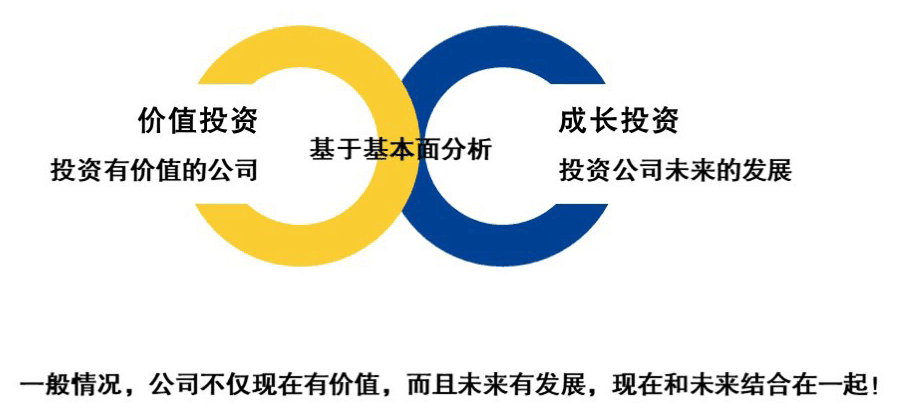 价值投资
投资有价值的公司
基于基本面分析
成长投资
投资公司未来的发展
一般情况，公司不仅现在有价值，而且未来有发展，现在和未来结合在一起！